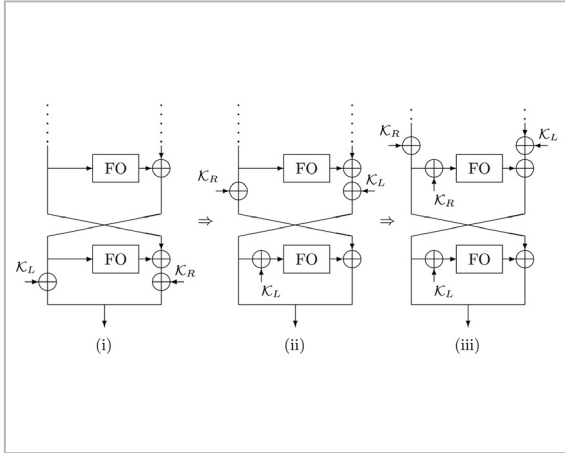 𝒦_R 𝒦_L
FO FO FO
𝒦_R 𝒦_L 𝒦_R
⇒ ⇒
𝒦_L FO 𝒦_R FO FO
𝒦_L 𝒦_L
(i) (ii) (iii)